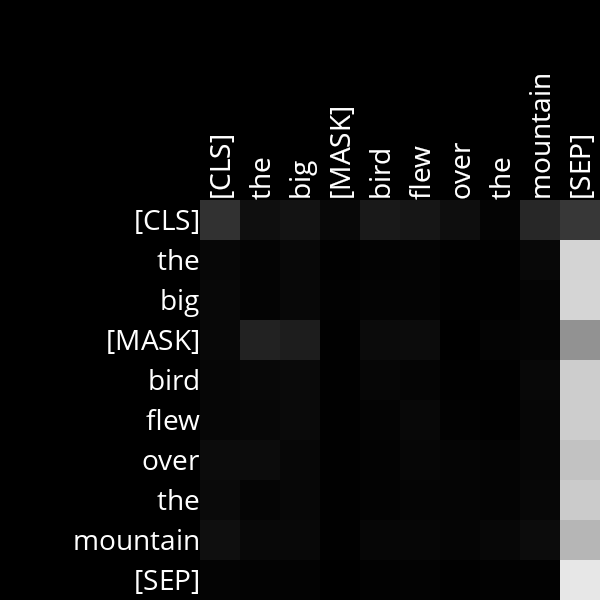 [CLS]
the
big
[MASK]
bird
flew
over
the
mountain
[SEP]
[CLS]
the
big
[MASK]
bird
flew
over
the
mountain
[SEP]